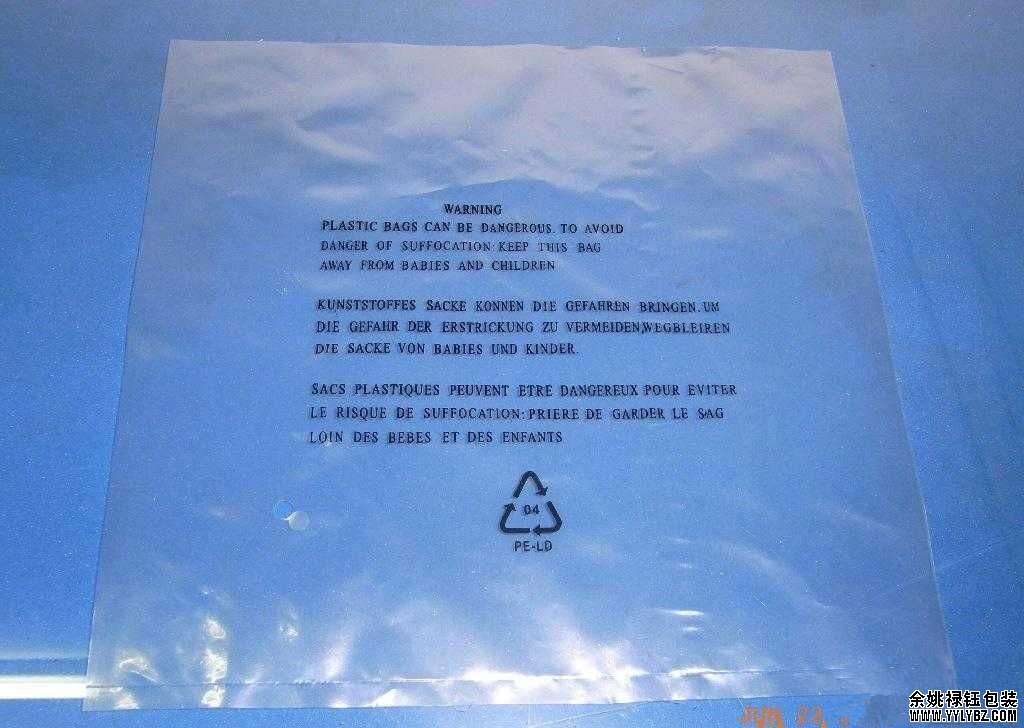 WARNING
PLASTIC BAGS CAN BE DANGEROUS. TO AVOID
DANGER OF SUFFOCATION: KEEP THIS BAG
AWAY FROM BABIES AND CHILDREN
KUNSTSTOFFES SACKE KONNEN DIE GEFAHREN BRINGEN. UM
DIE GEFAHR DER ERSTRICKUNG ZU VERMEIDEN,WEGBLEIREN
DIE SACKE VON BABIES UND KINDER.
SACS PLASTIQUES PEUVENT ETRE DANGEREUX POUR EVITER
LE RISQUE DE SUFFOCATION: PRIERE DE GARDER LE SAG
LOIN DES BEBES ET DES ENFANTS
04
PE-LD
余姚禄钰包装
WWW.YYLYBZ.COM